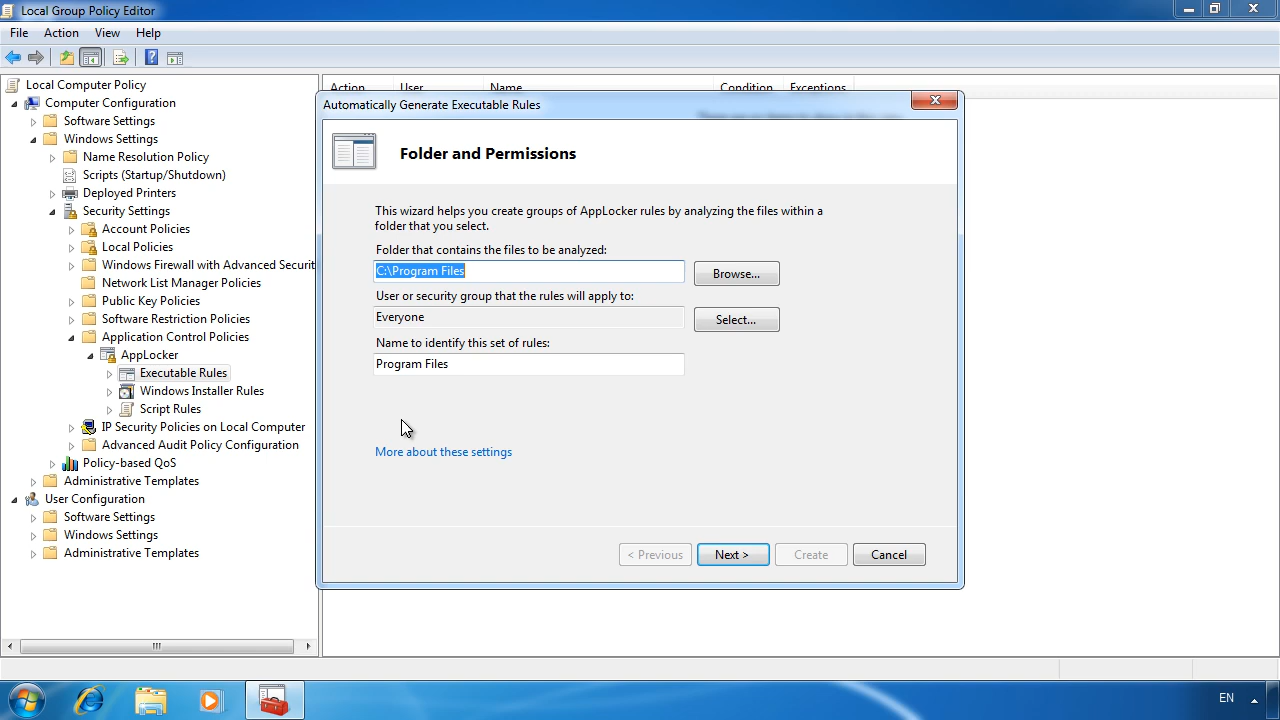 Local Group Policy Editor
File Action View Help
Local Computer Policy
Computer Configuration
Software Settings
Windows Settings
Name Resolution Policy
Scripts (Startup/Shutdown)
Deployed Printers
Security Settings
Account Policies
Local Policies
Windows Firewall with Advanced Securit
Network List Manager Policies
Public Key Policies
Software Restriction Policies
Application Control Policies
AppLocker
Executable Rules
Windows Installer Rules
Script Rules
IP Security Policies on Local Computer
Advanced Audit Policy Configuration
Policy-based QoS
Administrative Templates
User Configuration
Software Settings
Windows Settings
Administrative Templates
Action User Name Condition Exceptions
Automatically Generate Executable Rules
Folder and Permissions
This wizard helps you create groups of AppLocker rules by analyzing the files within a
folder that you select.
Folder that contains the files to be analyzed:
C:\Program Files
Browse...
User or security group that the rules will apply to:
Everyone
Select...
Name to identify this set of rules:
Program Files
More about these settings
< Previous
Next >
Create
Cancel
EN